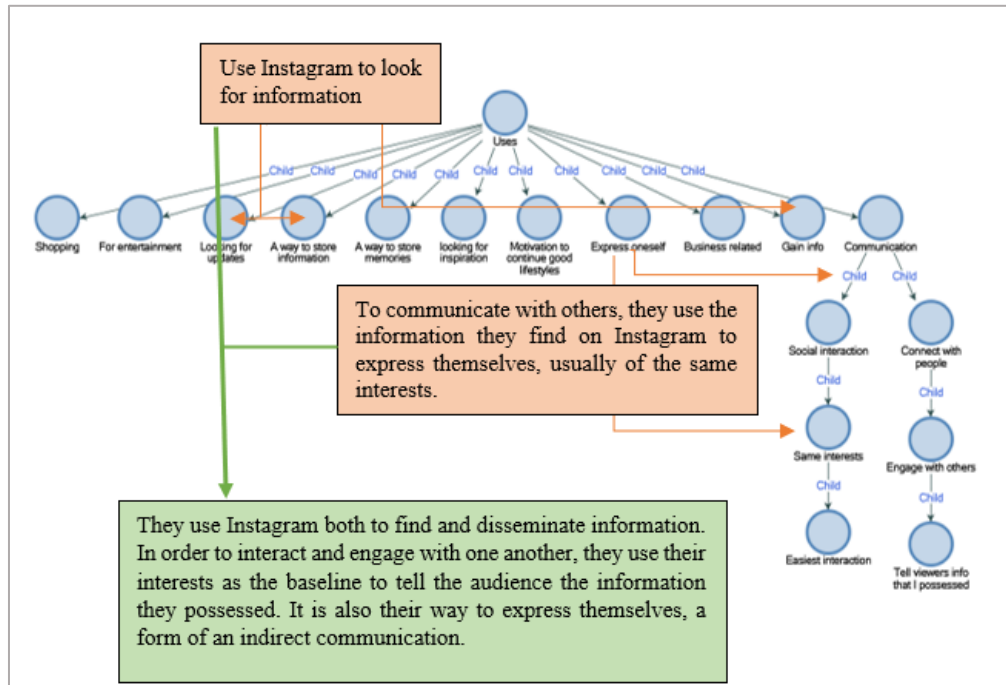 Use Instagram to look
for information
Uses
Child Child Child Child Child Child Child Child Child Child
Shopping
For entertainment
Looking for
updates
A way to store
information
A way to store
memories
looking for
inspiration
Motivation to
continue good
lifestyles
Express oneself
Business related
Gain info
Communication
Child Child
To communicate with others, they use the
information they find on Instagram to
express themselves, usually of the same
interests.
Social interaction
Connect with
people
Child Child
Same interests
Engage with others
Child Child
Easiest interaction
Tell viewers info
that I possessed
They use Instagram both to find and disseminate information.
In order to interact and engage with one another, they use their
interests as the baseline to tell the audience the information
they possessed. It is also their way to express themselves, a
form of an indirect communication.